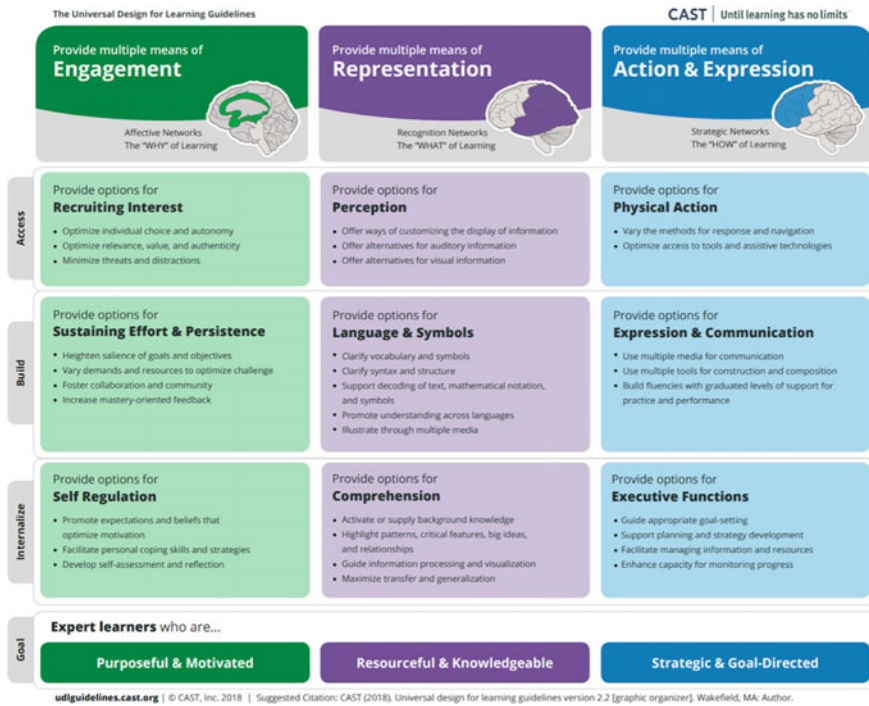 The Universal Design for Learning Guidelines
CAST | Until learning has no limits
Provide multiple means of
Engagement
Affective Networks
The "WHY" of Learning
Provide multiple means of
Representation
Recognition Networks
The "WHAT" of Learning
Provide multiple means of
Action & Expression
Strategic Networks
The "HOW" of Learning
Access
Provide options for
Recruiting Interest
• Optimize individual choice and autonomy
• Optimize relevance, value, and authenticity
• Minimize threats and distractions
Provide options for
Perception
• Offer ways of customizing the display of information
• Offer alternatives for auditory information
• Offer alternatives for visual information
Provide options for
Physical Action
• Vary the methods for response and navigation
• Optimize access to tools and assistive technologies
Build
Provide options for
Sustaining Effort & Persistence
• Heighten salience of goals and objectives
• Vary demands and resources to optimize challenge
• Foster collaboration and community
• Increase mastery-oriented feedback
Provide options for
Language & Symbols
• Clarify vocabulary and symbols
• Clarify syntax and structure
• Support decoding of text, mathematical notation,
and symbols
• Promote understanding across languages
• Illustrate through multiple media
Provide options for
Expression & Communication
• Use multiple media for communication
• Use multiple tools for construction and composition
• Build fluencies with graduated levels of support for
practice and performance
Internalize
Provide options for
Self Regulation
• Promote expectations and beliefs that
optimize motivation
• Facilitate personal coping skills and strategies
• Develop self-assessment and reflection
Provide options for
Comprehension
• Activate or supply background knowledge
• Highlight patterns, critical features, big ideas,
and relationships
• Guide information processing and visualization
• Maximize transfer and generalization
Provide options for
Executive Functions
• Guide appropriate goal-setting
• Support planning and strategy development
• Facilitate managing information and resources
• Enhance capacity for monitoring progress
Goal
Expert learners who are...
Purposeful & Motivated
Resourceful & Knowledgeable
Strategic & Goal-Directed
udlguidelines.cast.org | © CAST, Inc. 2018 | Suggested Citation: CAST (2018). Universal design for learning guidelines version 2.2 [graphic organizer]. Wakefield, MA: Author.